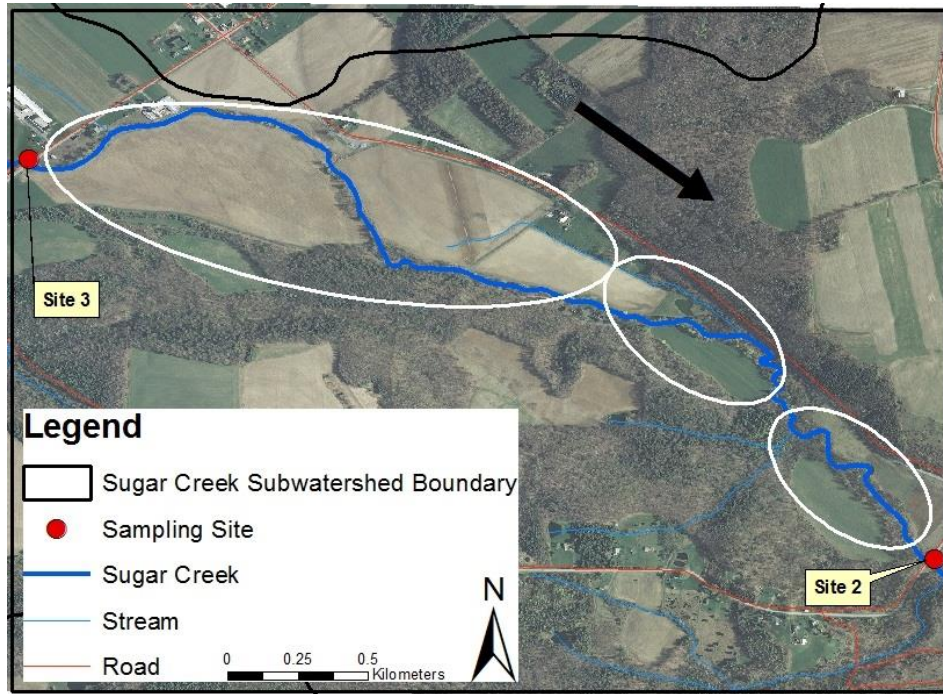 Site 3
Legend
Sugar Creek Subwatershed Boundary
Sampling Site
Sugar Creek
Stream
Road
0 0.25 0.5
Kilometers
N
Site 2